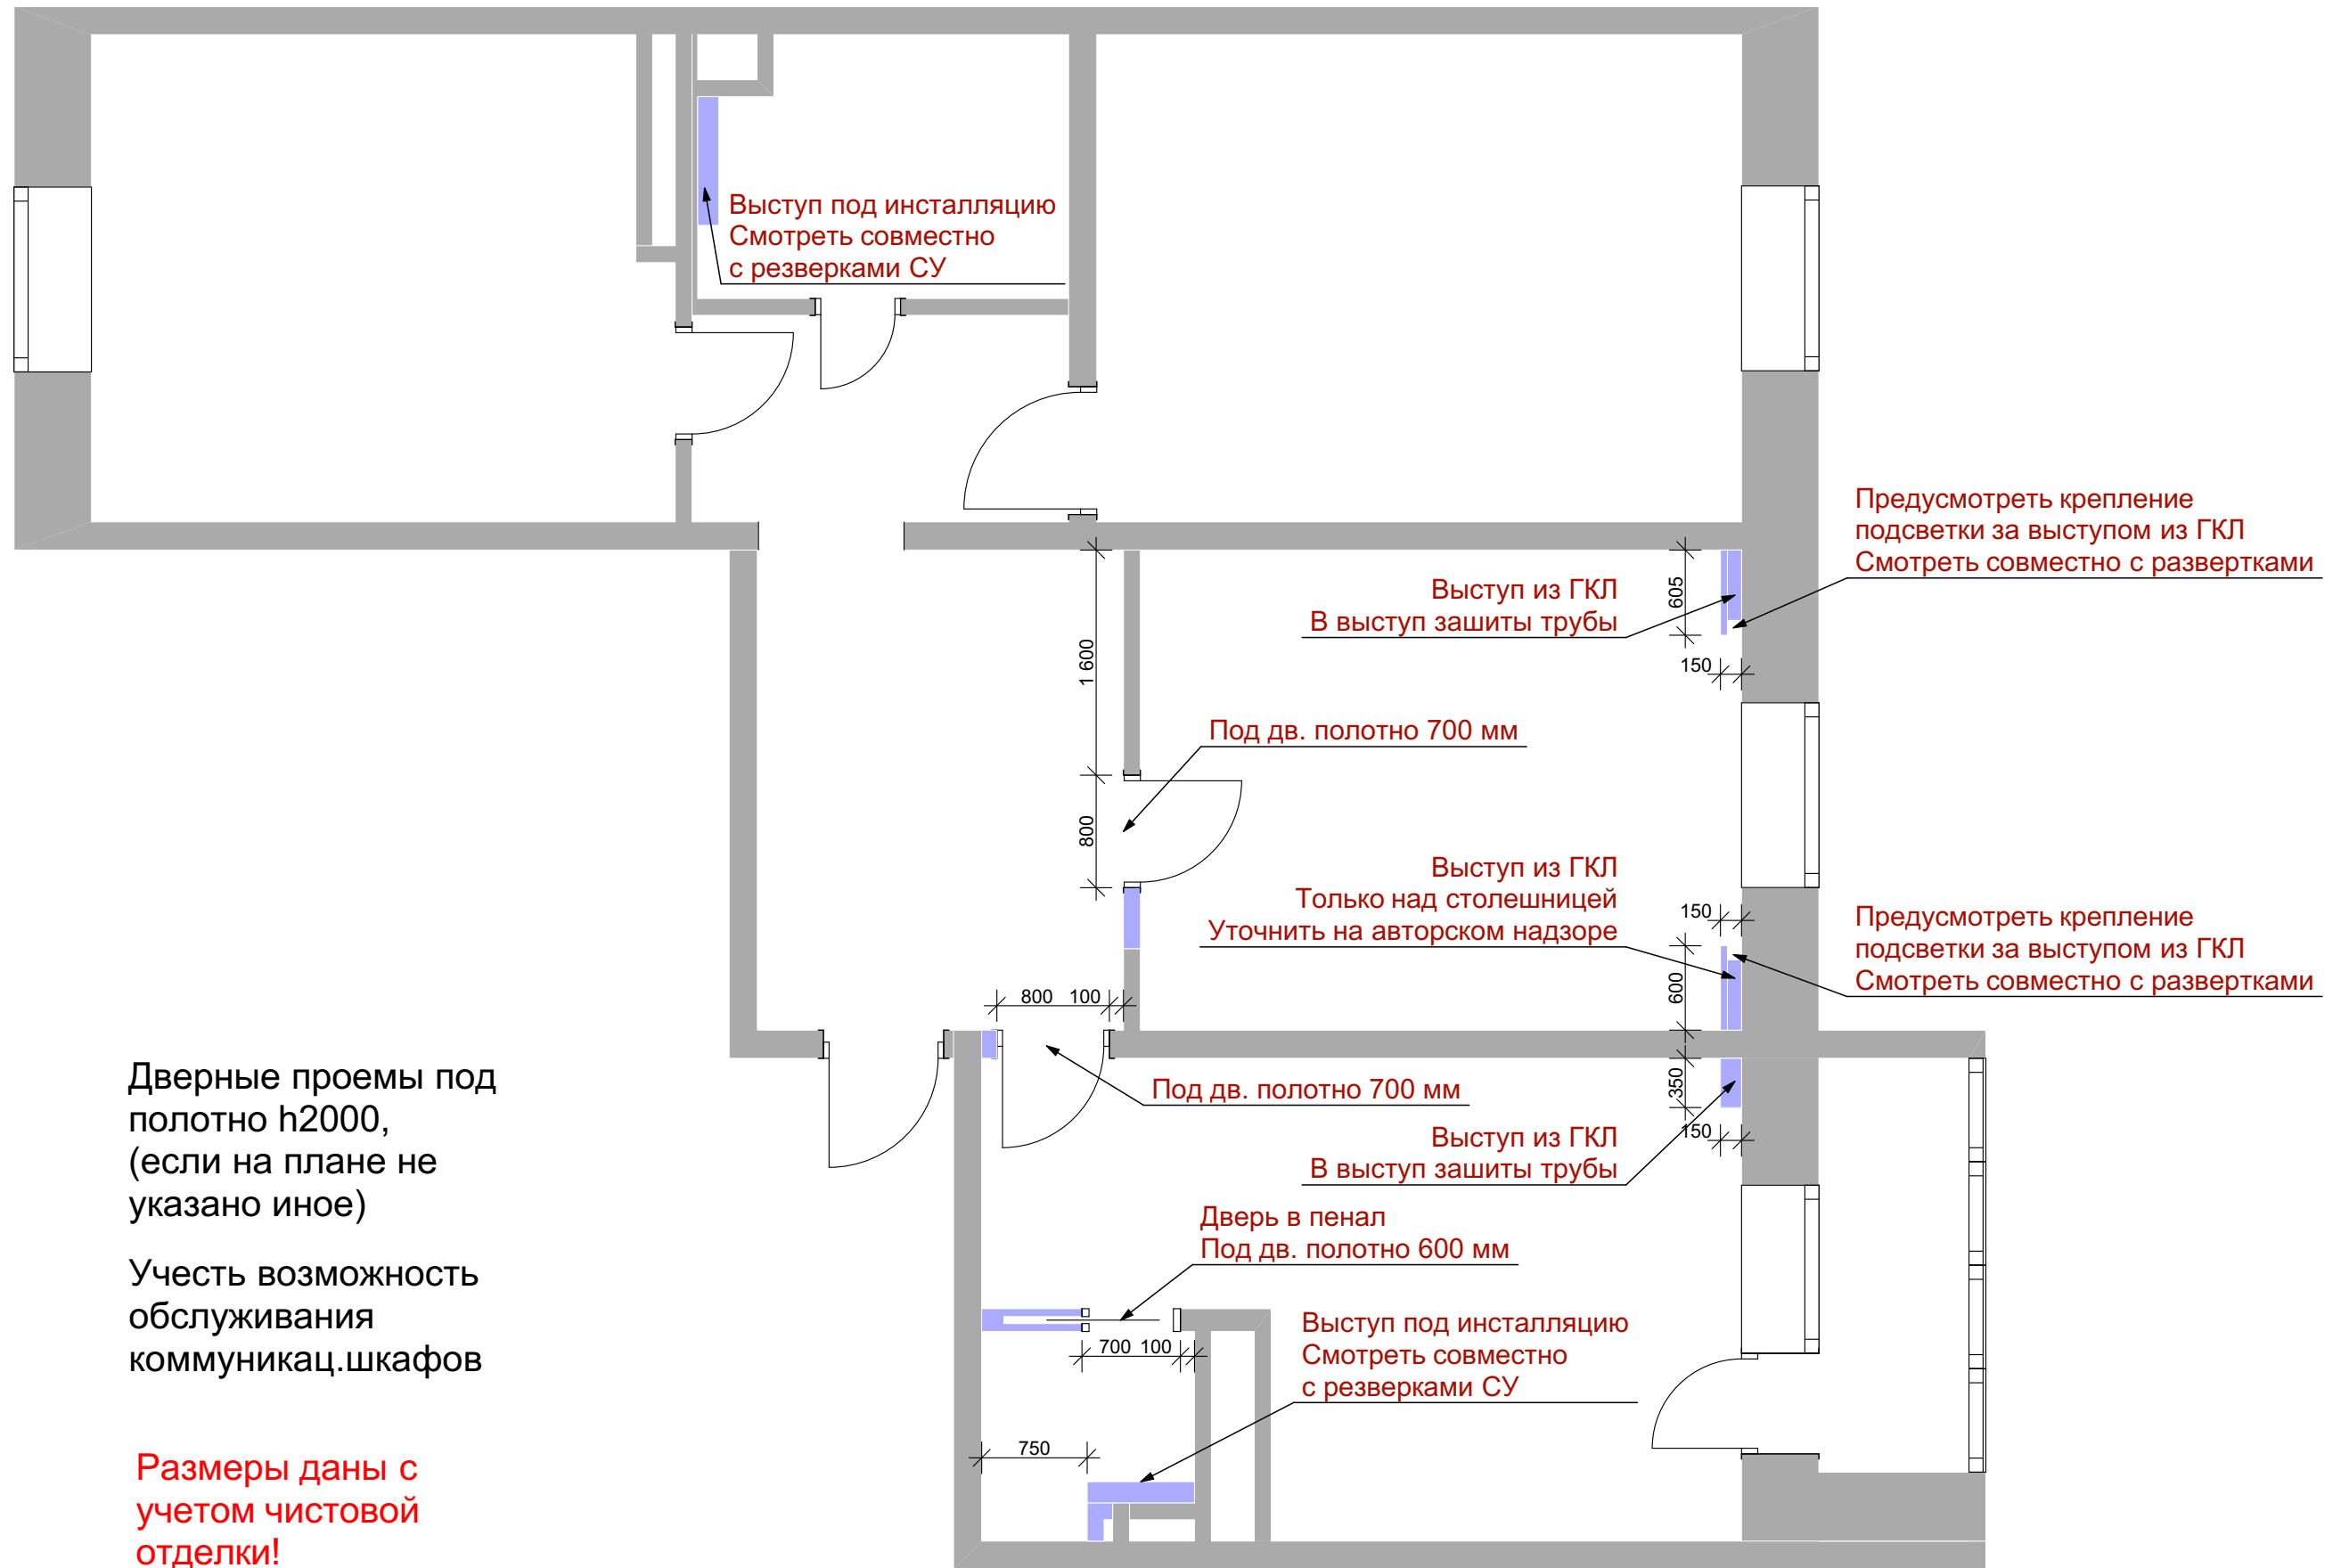 Выступ под инсталляцию
Смотреть совместно
с резверками СУ
Предусмотреть крепление
подсветки за выступом из ГКЛ
Смотреть совместно с развертками
Выступ из ГКЛ
В выступ зашиты трубы
605
150
1 600
Под дв. полотно 700 мм
800
Выступ из ГКЛ
Только над столешницей
Уточнить на авторском надзоре
150
600
Предусмотреть крепление
подсветки за выступом из ГКЛ
Смотреть совместно с развертками
800 100
Под дв. полотно 700 мм
350
150
Выступ из ГКЛ
В выступ зашиты трубы
Дверь в пенал
Под дв. полотно 600 мм
700 100
Выступ под инсталляцию
Смотреть совместно
с резверками СУ
750
Дверные проемы под
полотно h2000,
(если на плане не
указано иное)
Учесть возможность
обслуживания
коммуникац.шкафов
Размеры даны с
учетом чистовой
отделки!